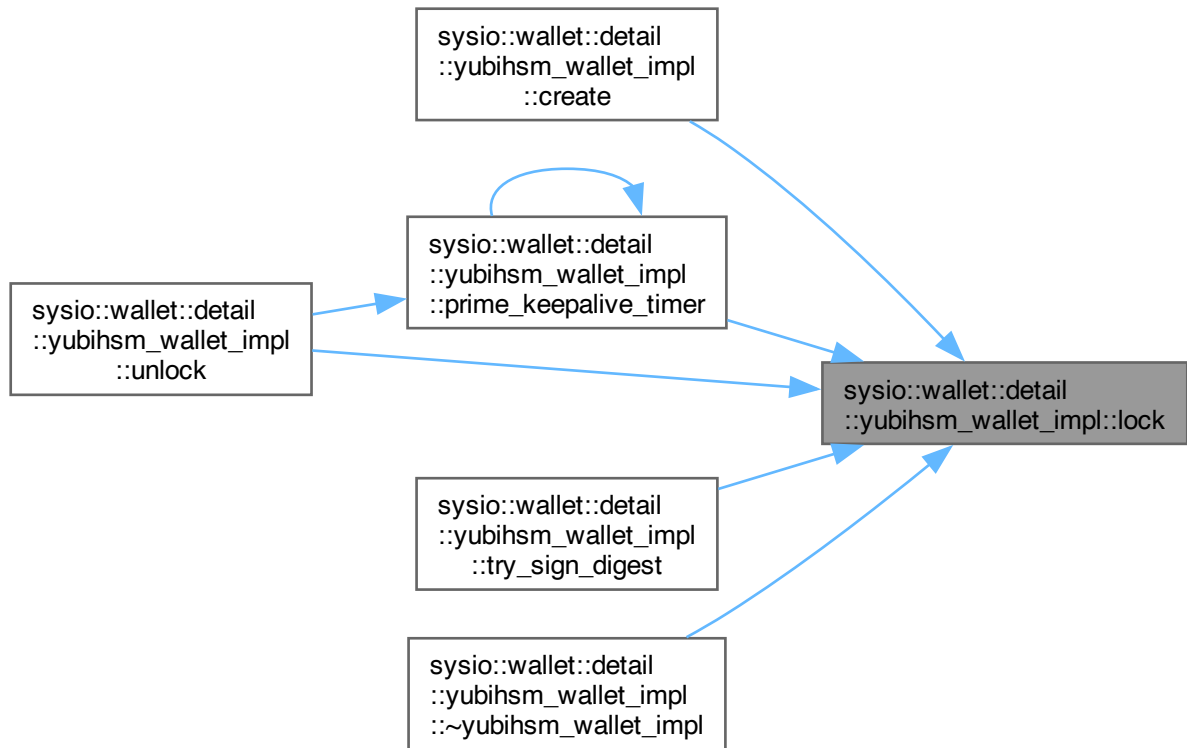 sysio::wallet::detail
::yubihsm_wallet_impl
::create
sysio::wallet::detail
::yubihsm_wallet_impl
::prime_keepalive_timer
sysio::wallet::detail
::yubihsm_wallet_impl
::unlock
sysio::wallet::detail
::yubihsm_wallet_impl::lock
sysio::wallet::detail
::yubihsm_wallet_impl
::try_sign_digest
sysio::wallet::detail
::yubihsm_wallet_impl
::~yubihsm_wallet_impl